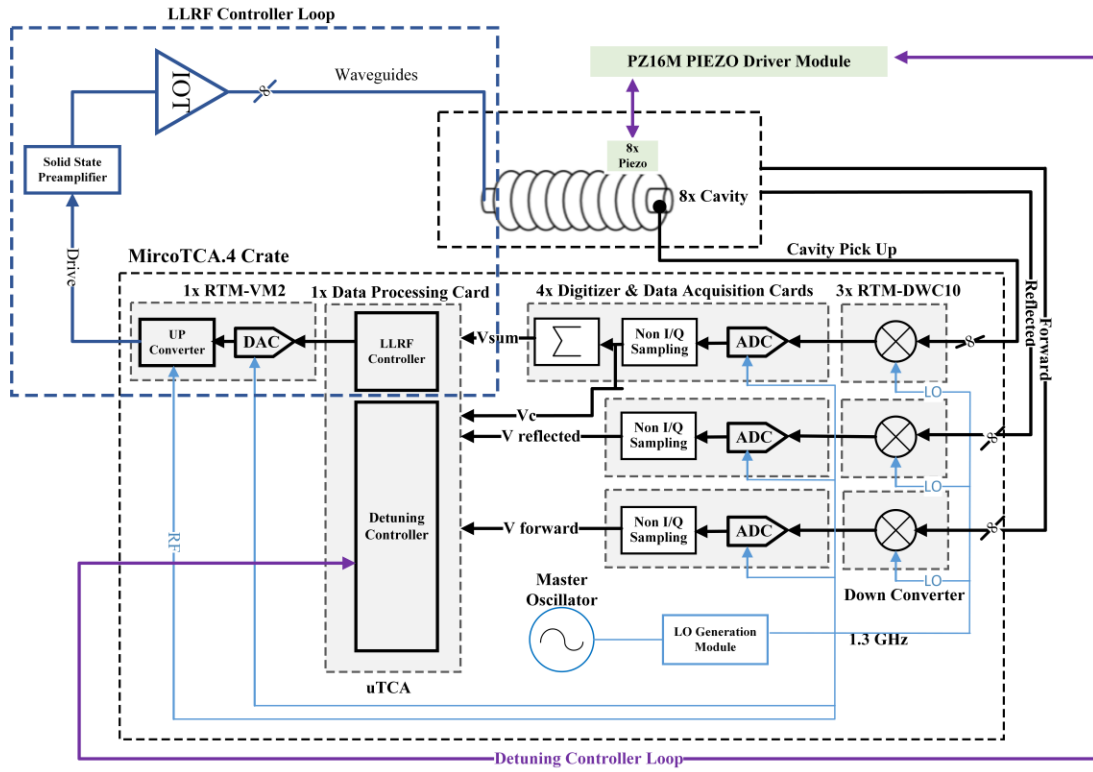 LLRF Controller Loop
IOT
8
Waveguides
PZ16M PIEZO Driver Module
Solid State
Preamplifier
8x
Piezo
8x Cavity
Drive
Cavity Pick Up
MircoTCA.4 Crate
1x RTM-VM2
1x Data Processing Card
4x Digitizer & Data Acquisition Cards
3x RTM-DWC10
Reflected
Forward
UP
Converter
DAC
LLRF
Controller
Vsum
Σ
Non I/Q
Sampling
ADC
8
LO
Vc
V reflected
Non I/Q
Sampling
ADC
8
LO
Detuning
Controller
V forward
Non I/Q
Sampling
ADC
8
LO
RF
Master
Oscillator
Down Converter
LO Generation
Module
1.3 GHz
uTCA
Detuning Controller Loop